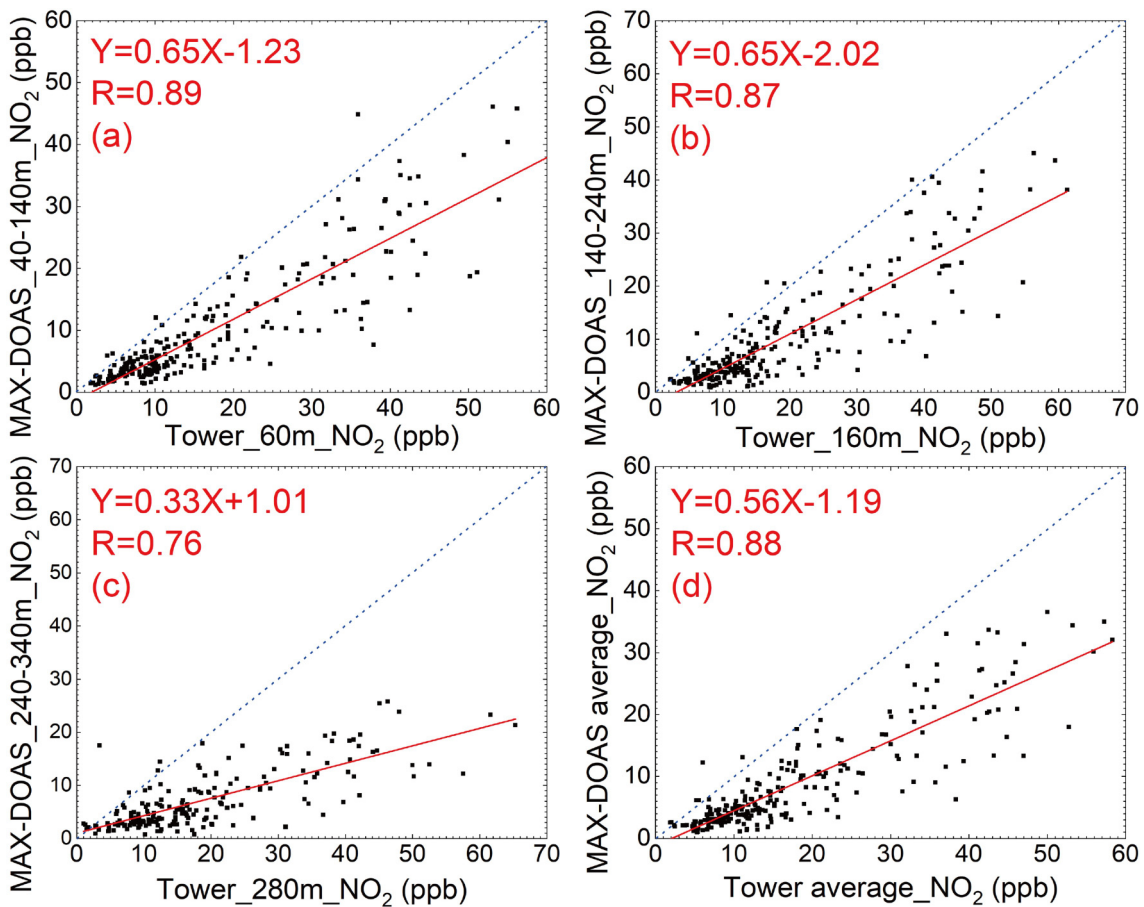 MAX-DOAS_40-140m_NO2 (ppb)
60
50
40
30
20
10
0
Y=0.65X-1.23
R=0.89
(a)
0 10 20 30 40 50 60
Tower_60m_NO2 (ppb)
MAX-DOAS_140-240m_NO2 (ppb)
70
60
50
40
30
20
10
0
Y=0.65X-2.02
R=0.87
(b)
0 10 20 30 40 50 60 70
Tower_160m_NO2 (ppb)
MAX-DOAS_240-340m_NO2 (ppb)
70
60
50
40
30
20
10
0
Y=0.33X+1.01
R=0.76
(c)
0 10 20 30 40 50 60 70
Tower_280m_NO2 (ppb)
MAX-DOAS average_NO2 (ppb)
60
50
40
30
20
10
0
Y=0.56X-1.19
R=0.88
(d)
0 10 20 30 40 50 60
Tower average_NO2 (ppb)